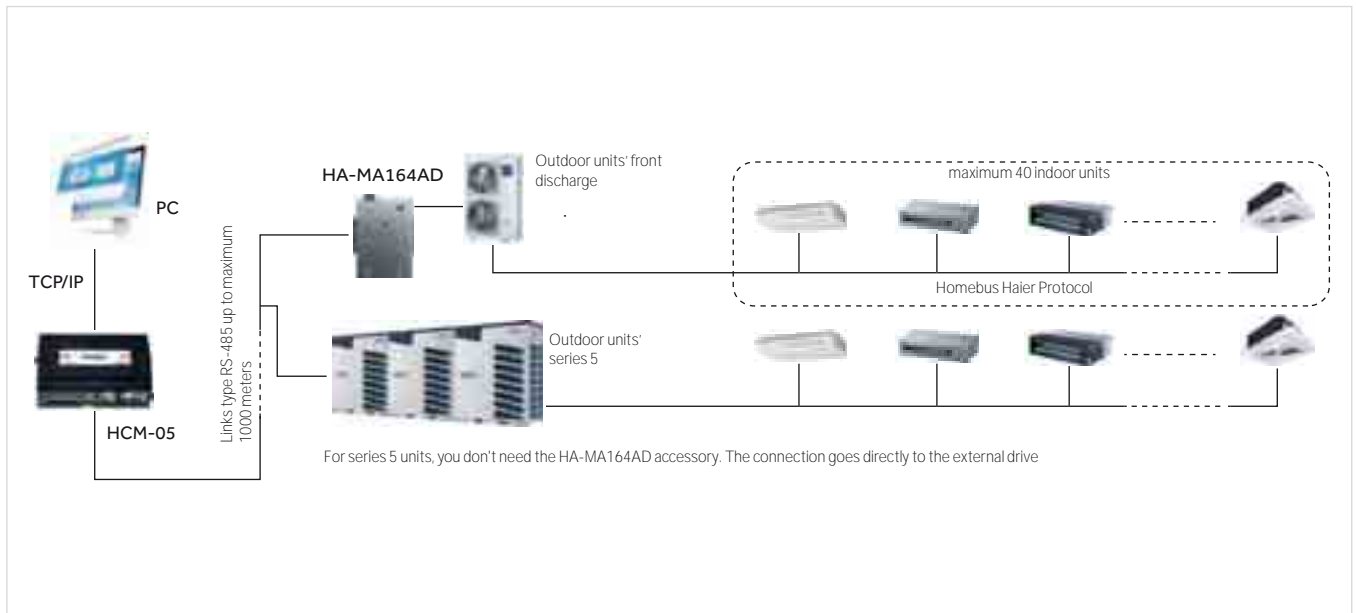 PC
TCP/IP
HCM-05
Links type RS-485 up to maximum
1000 meters
HA-MA164AD
Outdoor units' front
discharge
maximum 40 indoor units
Homebus Haier Protocol
Outdoor units'
series 5
For series 5 units, you don't need the HA-MA164AD accessory. The connection goes directly to the external drive